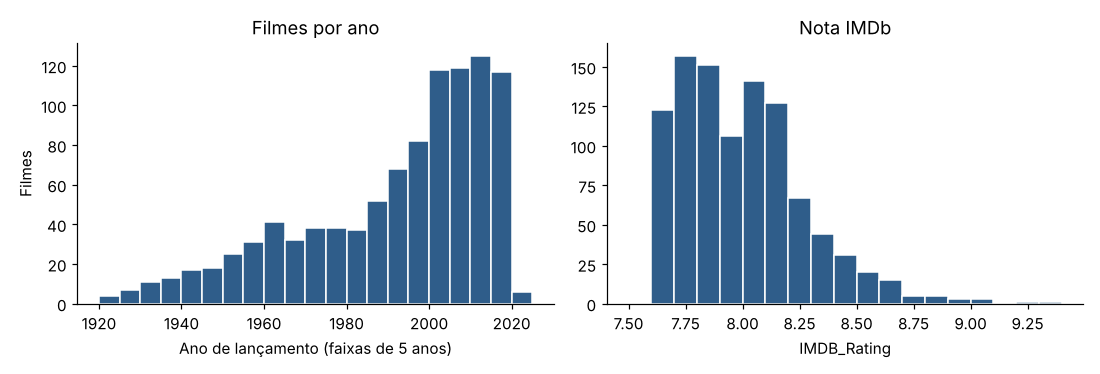 Filmes por ano
Filmes
120
100
80
60
40
20
0
1920 1940 1960 1980 2000 2020
Ano de lançamento (faixas de 5 anos)
Nota IMDb
150
125
100
75
50
25
0
7.50 7.75 8.00 8.25 8.50 8.75 9.00 9.25
IMDB_Rating